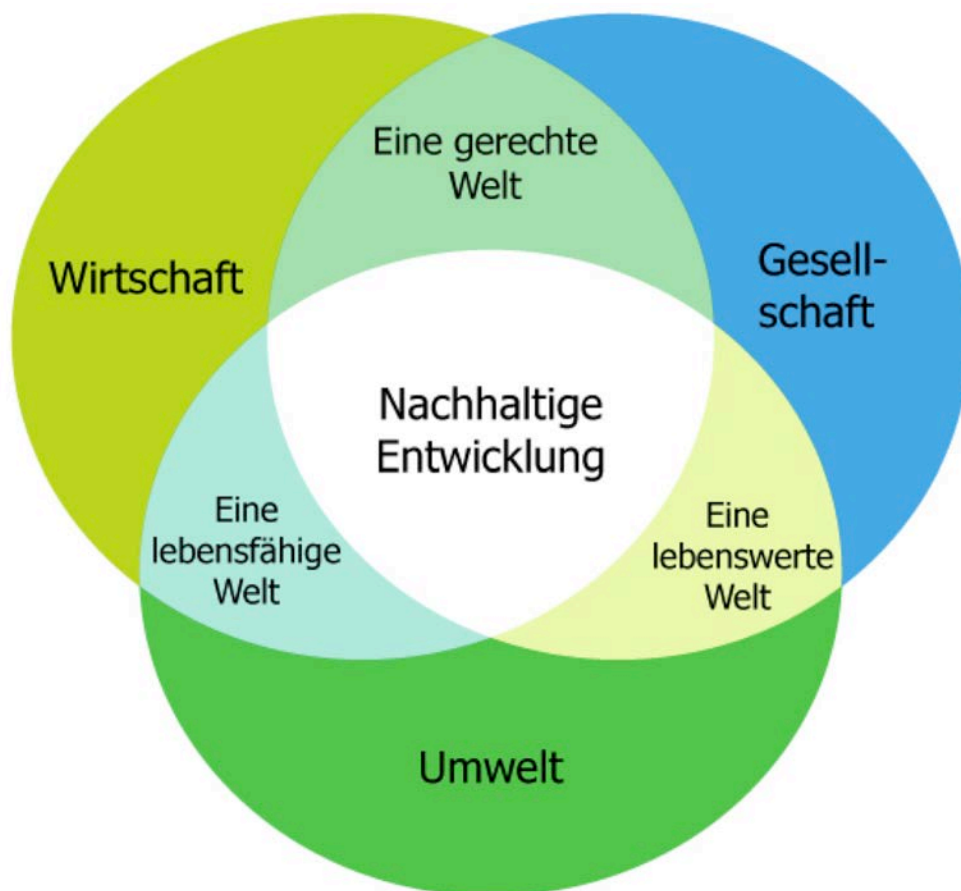 Eine gerechte
Welt
Wirtschaft
Gesell-
schaft
Nachhaltige
Entwicklung
Eine
lebensfähige
Welt
Eine
lebenswerte
Welt
Umwelt